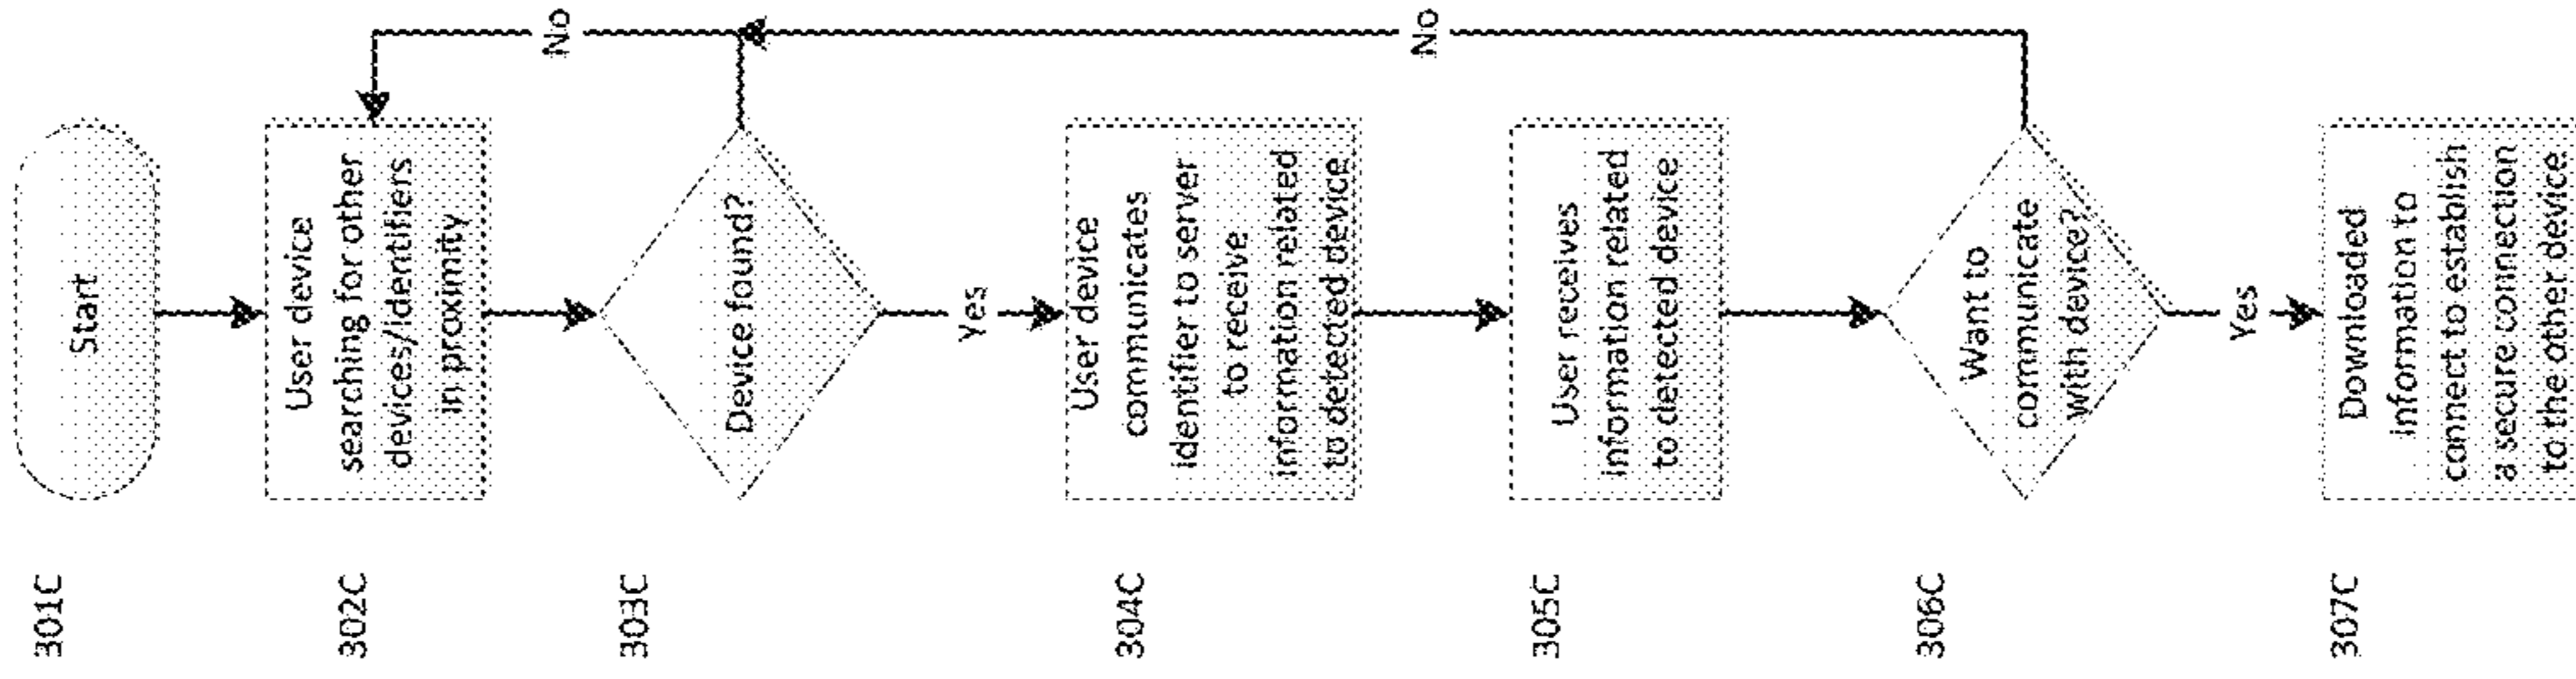 301C
Start
302C
User device
searching for other
devices/identifiers
in proximity
No
303C
Device found?
Yes
304C
User device
communicates
identifier to server
to receive
information related
to detected device
305C
User receives
information related
to detected device
306C
Want to
communicate
with device?
No
Yes
307C
Downloaded
information to
connect to establish
a secure connection
to the other device